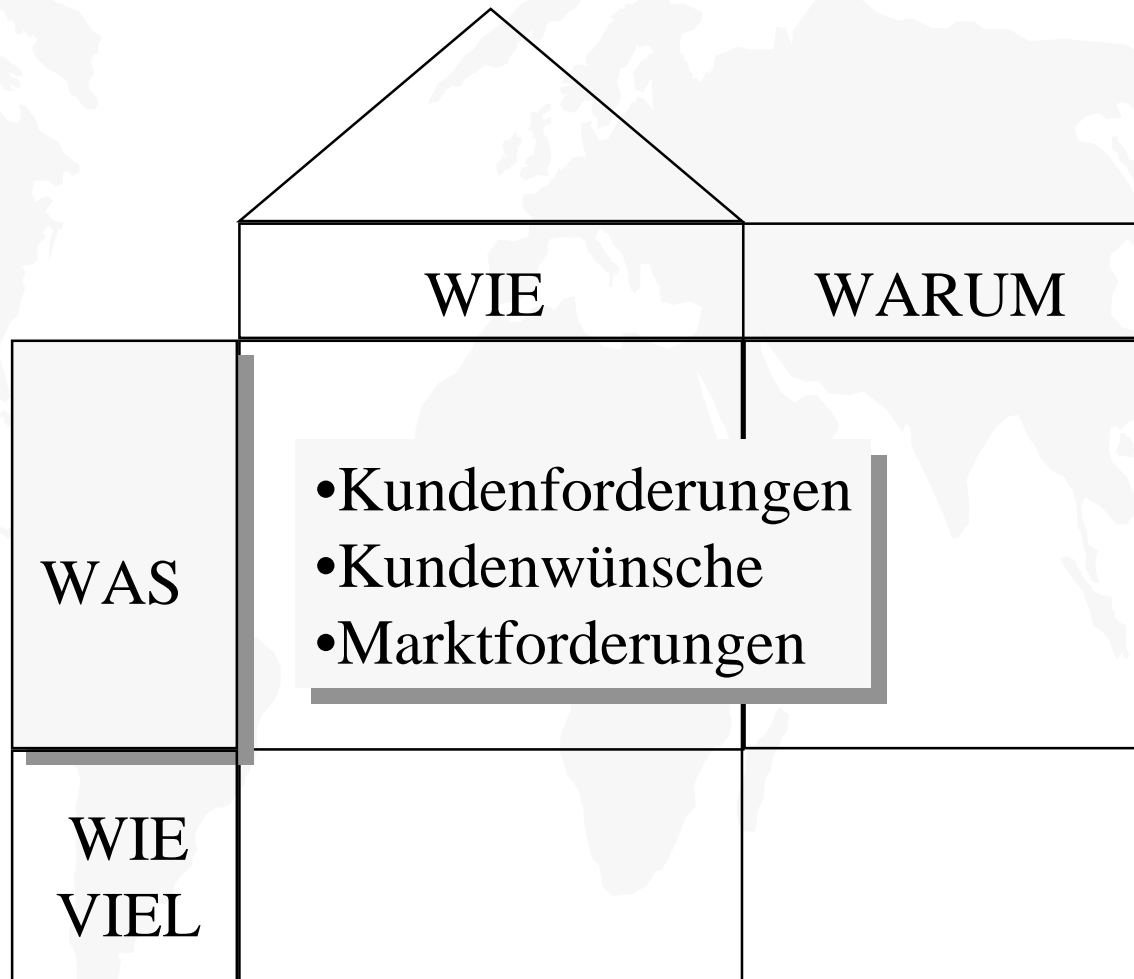 WIE
WARUM
•Kundenforderungen
•Kundenwünsche
•Marktforderungen
WAS
WIE
VIEL